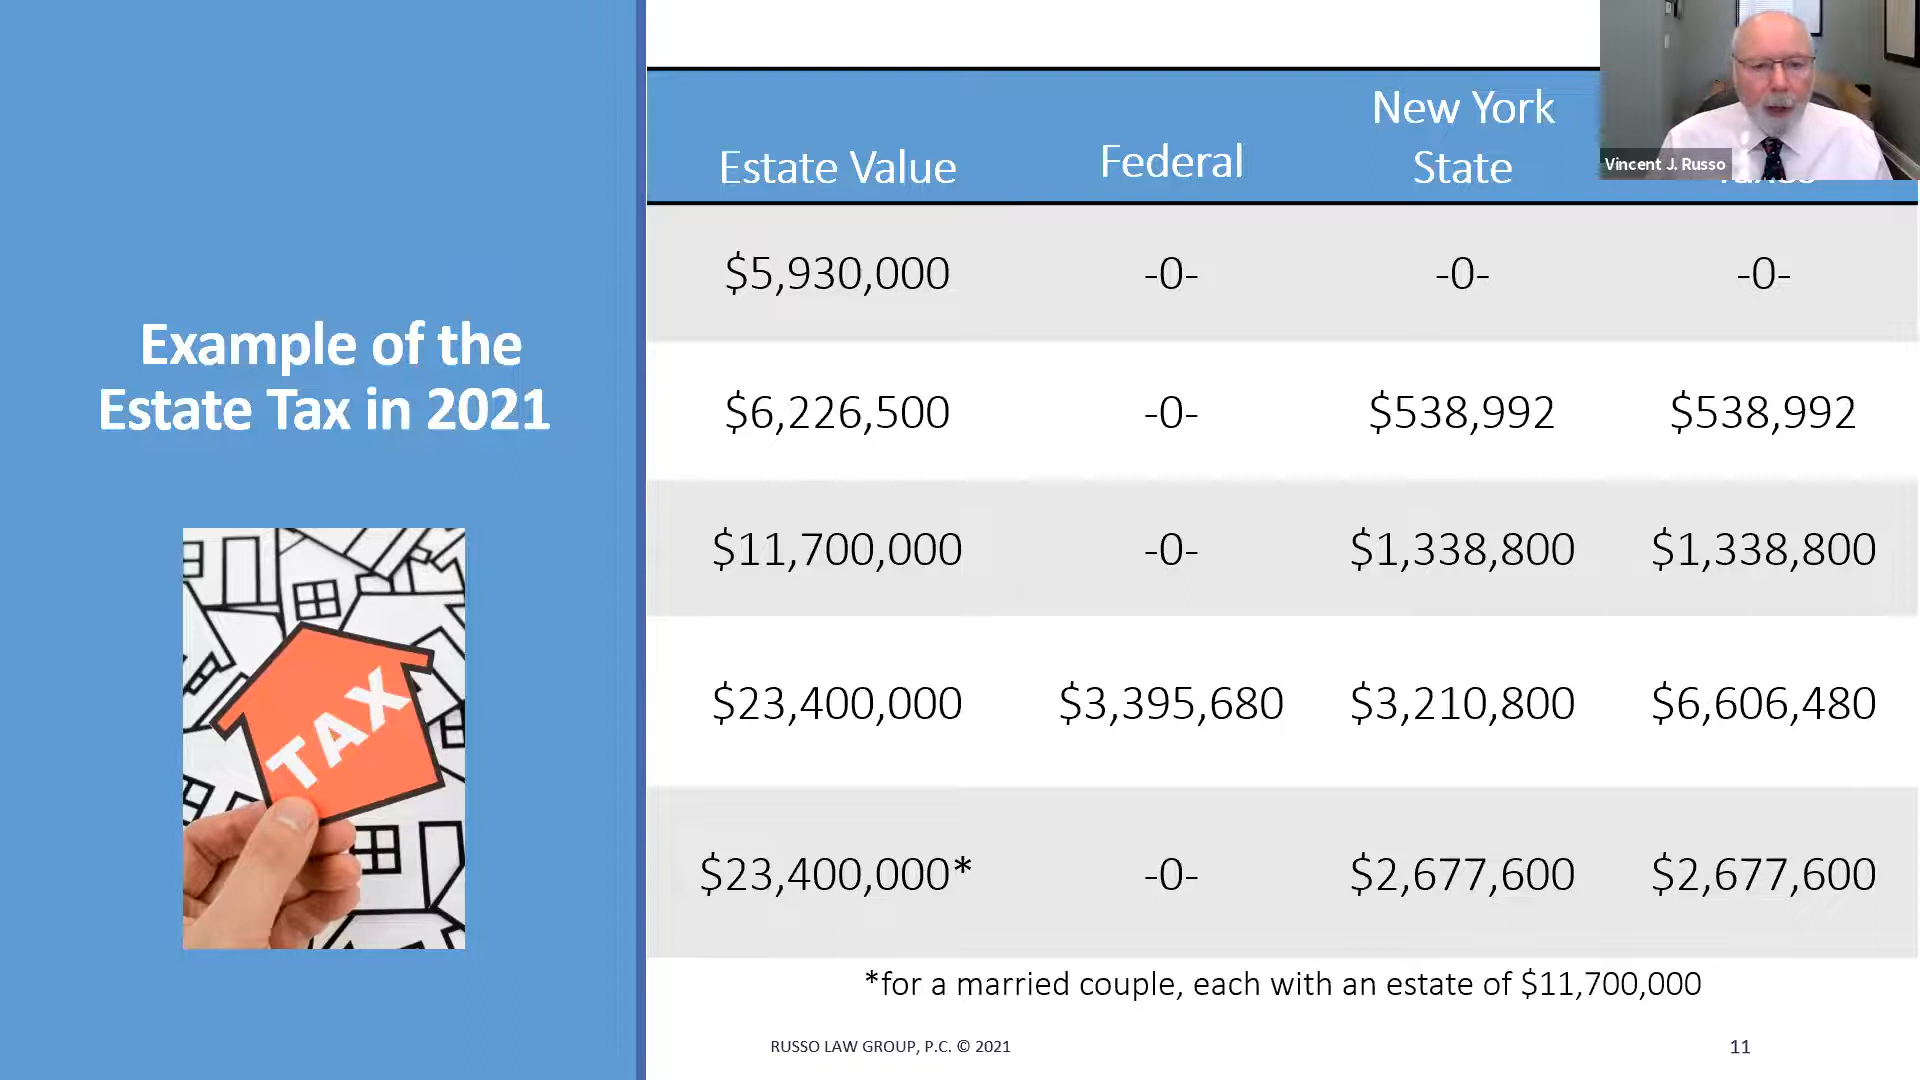 Example of the
Estate Tax in 2021
TAX
Estate Value Federal New York State
$5,930,000 -0- -0- -0-
$6,226,500 -0- $538,992 $538,992
$11,700,000 -0- $1,338,800 $1,338,800
$23,400,000 $3,395,680 $3,210,800 $6,606,480
$23,400,000* -0- $2,677,600 $2,677,600
*for a married couple, each with an estate of $11,700,000
RUSSO LAW GROUP, P.C. © 2021
11
Vincent J. Russo